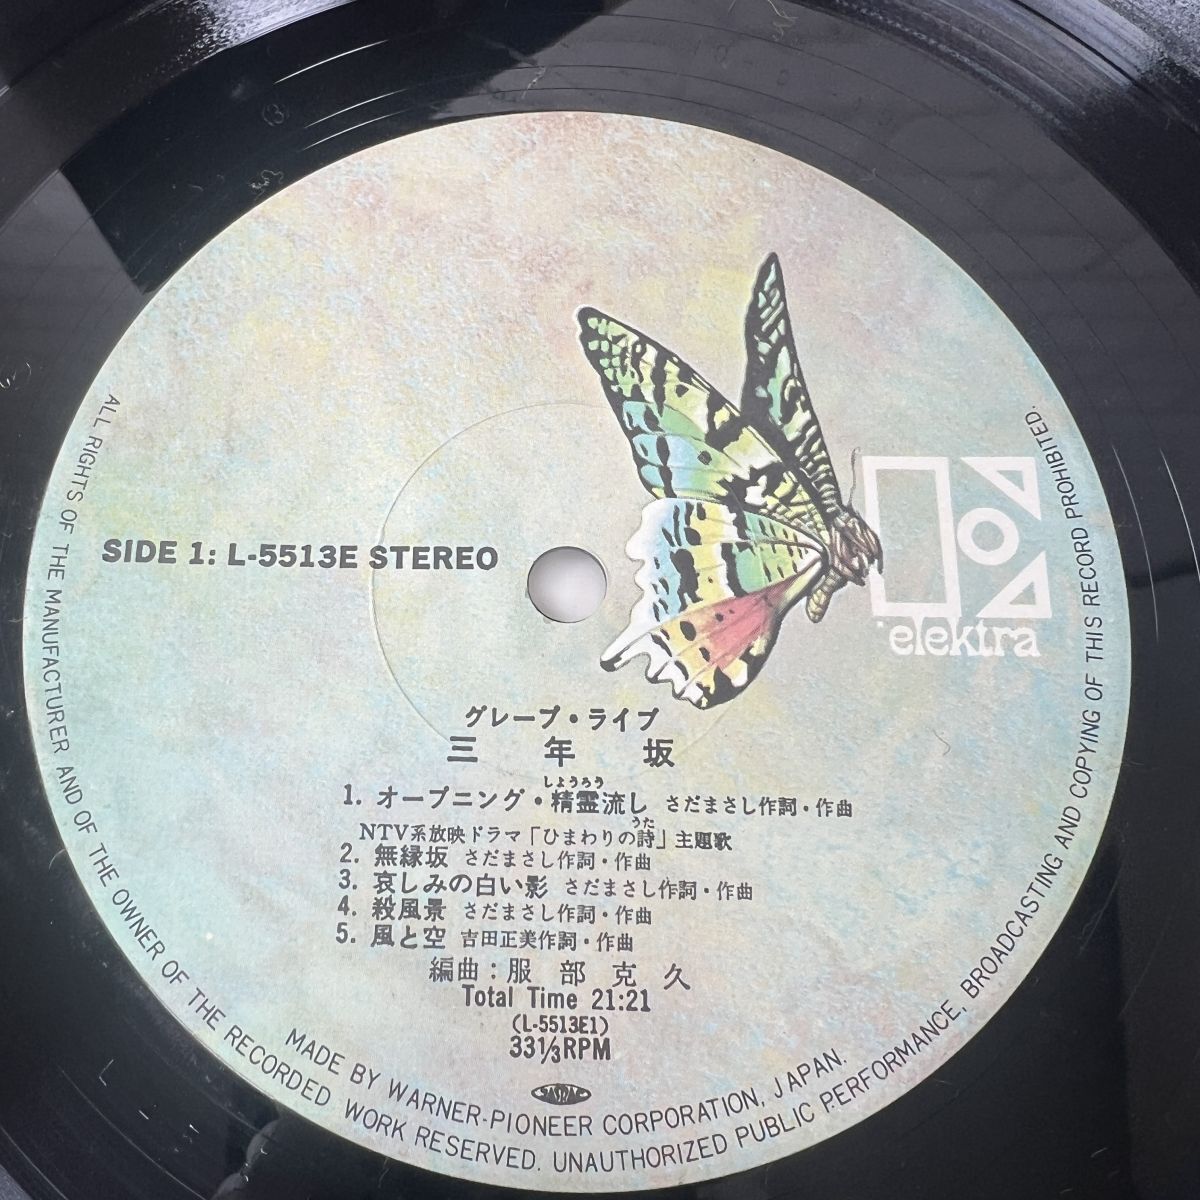 SIDE 1: L-5513E STEREO
elektra
グレープ・ライブ
三年坂
しょうろう
1. オープニング・精霊流し さだまさし作詞・作曲
うた
NTV系放映ドラマ「ひまわりの詩」主題歌
2. 無縁坂 さだまさし作詞・作曲
3. 哀しみの白い影 さだまさし作詞・作曲
4. 殺風景 さだまさし作詞・作曲
5. 風と空 吉田正美作詞・作曲
編曲：服部克久
Total Time 21:21
(L-5513E1)
33 1/3 RPM
MADE BY WARNER-PIONEER CORPORATION, JAPAN.
ALL RIGHTS OF THE MANUFACTURER AND OF THE OWNER OF THE RECORDED WORK RESERVED. UNAUTHORIZED PUBLIC PERFORMANCE, BROADCASTING AND COPYING OF THIS RECORD PROHIBITED.